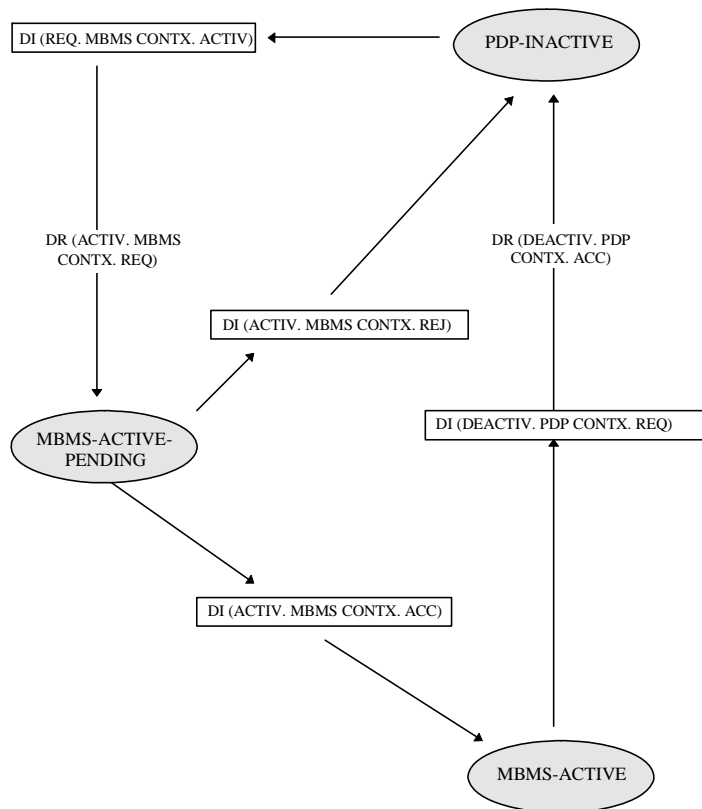 DI (REQ. MBMS CONTX. ACTIV)
PDP-INACTIVE
DR (ACTIV. MBMS
CONTX. REQ)
DR (DEACTIV. PDP
CONTX. ACC)
DI (ACTIV. MBMS CONTX. REJ)
MBMS-ACTIVE-
PENDING
DI (DEACTIV. PDP CONTX. REQ)
DI (ACTIV. MBMS CONTX. ACC)
MBMS-ACTIVE